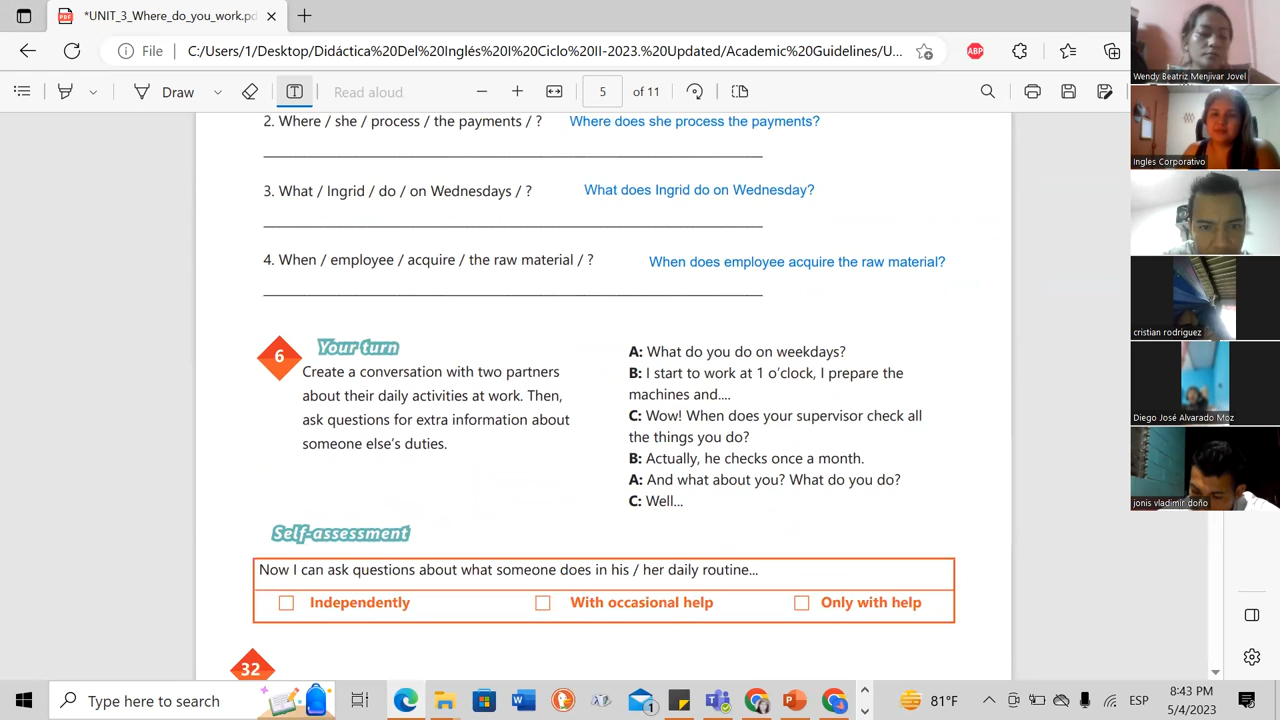 *UNIT_3_Where_do_you_work.pd
File
C:/Users/1/Desktop/Didáctica%20Del%20Inglés%20I%20Ciclo%20II-2023.%20Updated/Academic%20Guidelines/U...
ABP
Draw
Read aloud
5 of 11
2. Where / she / process / the payments / ? Where does she process the payments?
3. What / Ingrid / do / on Wednesdays / ? What does Ingrid do on Wednesday?
4. When / employee / acquire / the raw material / ? When does employee acquire the raw material?
6 Your turn
Create a conversation with two partners
about their daily activities at work. Then,
ask questions for extra information about
someone else's duties.
A: What do you do on weekdays?
B: I start to work at 1 o'clock, I prepare the
machines and....
C: Wow! When does your supervisor check all
the things you do?
B: Actually, he checks once a month.
A: And what about you? What do you do?
C: Well...
Self-assessment
Now I can ask questions about what someone does in his / her daily routine...
Independently With occasional help Only with help
32
Wendy Beatriz Menjivar Jovel
Ingles Corporativo
cristian rodriguez
Diego José Alvarado Moz
jonis vladimir doño
Type here to search
81°F
ESP
8:43 PM
5/4/2023